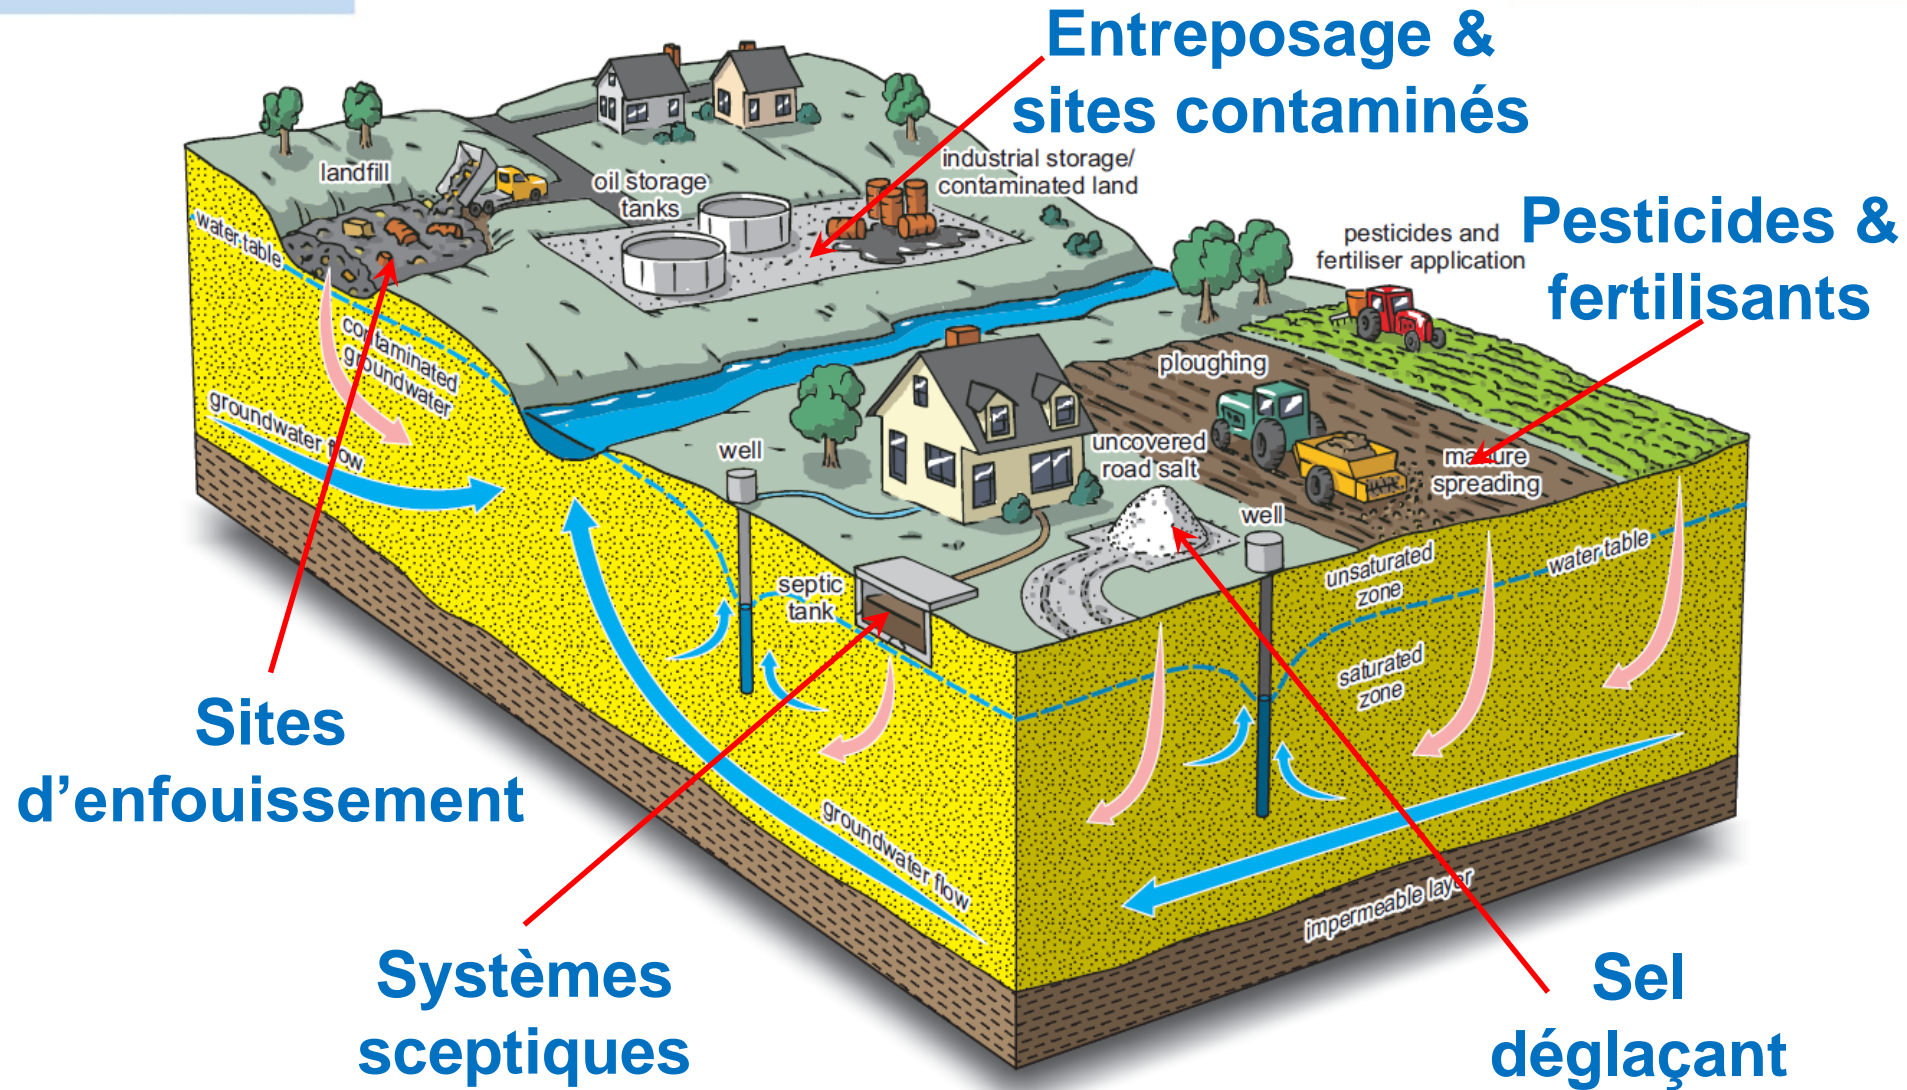 Entreposage &
sites contaminés
industrial storage/
contaminated land
landfill
oil storage
tanks
Pesticides &
fertilisants
pesticides and
fertiliser application
water table
contaminated
groundwater
groundwater flow
ploughing
well
uncovered
road salt
manure
spreading
well
septic
tank
unsaturated
zone
water table
saturated
zone
Sites
d’enfouissement
groundwater flow
impermeable layer
Systèmes
sceptiques
Sel
déglaçant